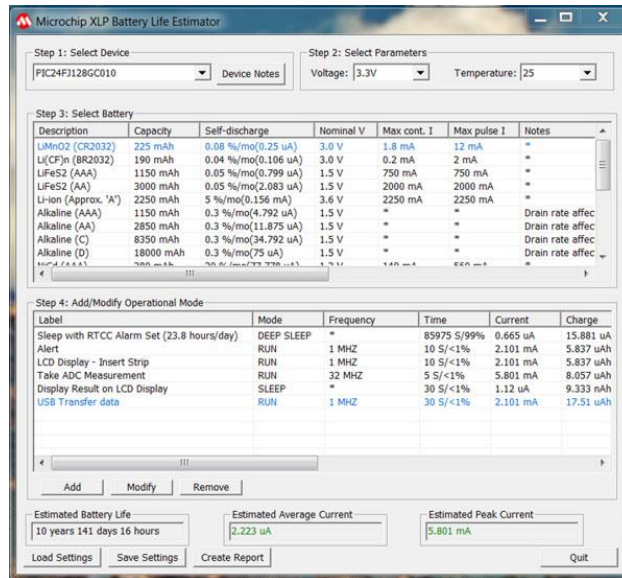 Microchip XLP Battery Life Estimator
Step 1: Select Device
PIC24FJ128GC010
Device Notes
Step 2: Select Parameters
Voltage: 3.3V
Temperature: 25
Step 3: Select Battery
Description Capacity Self-discharge Nominal V Max cont. I Max pulse I Notes
LiMnO2 (CR2032) 225 mAh 0.08 %/mo(0.25 uA) 3.0 V 1.8 mA 12 mA *
Li(CF)n (BR2032) 190 mAh 0.04 %/mo(0.106 uA) 3.0 V 0.2 mA 2 mA *
LiFeS2 (AAA) 1150 mAh 0.05 %/mo(0.799 uA) 1.5 V 750 mA 750 mA *
LiFeS2 (AA) 3000 mAh 0.05 %/mo(2.083 uA) 1.5 V 2000 mA 2000 mA *
Li-ion (Approx. 'A') 2250 mAh 5 %/mo(0.156 mA) 3.6 V 2250 mA 2250 mA *
Alkaline (AAA) 1150 mAh 0.3 %/mo(4.792 uA) 1.5 V * * Drain rate affec
Alkaline (AA) 2850 mAh 0.3 %/mo(11.875 uA) 1.5 V * * Drain rate affec
Alkaline (C) 8350 mAh 0.3 %/mo(34.792 uA) 1.5 V * * Drain rate affec
Alkaline (D) 18000 mAh 0.3 %/mo(75 uA) 1.5 V * * Drain rate affec
Step 4: Add/Modify Operational Mode
Label Mode Frequency Time Current Charge
Sleep with RTCC Alarm Set (23.8 hours/day) DEEP SLEEP * 85975 S/99% 0.665 uA 15.881 uA
Alert RUN 1 MHZ 10 S/<1% 2.101 mA 5.837 uAh
LCD Display - Insert Strip RUN 1 MHZ 10 S/<1% 2.101 mA 5.837 uAh
Take ADC Measurement RUN 32 MHZ 5 S/<1% 5.801 mA 8.057 uAh
Display Result on LCD Display SLEEP * 30 S/<1% 1.12 uA 9.333 nAh
USB Transfer data RUN 1 MHZ 30 S/<1% 2.101 mA 17.51 uAh
Add Modify Remove
Estimated Battery Life
10 years 141 days 16 hours
Estimated Average Current
2.223 uA
Estimated Peak Current
5.801 mA
Load Settings Save Settings Create Report Quit